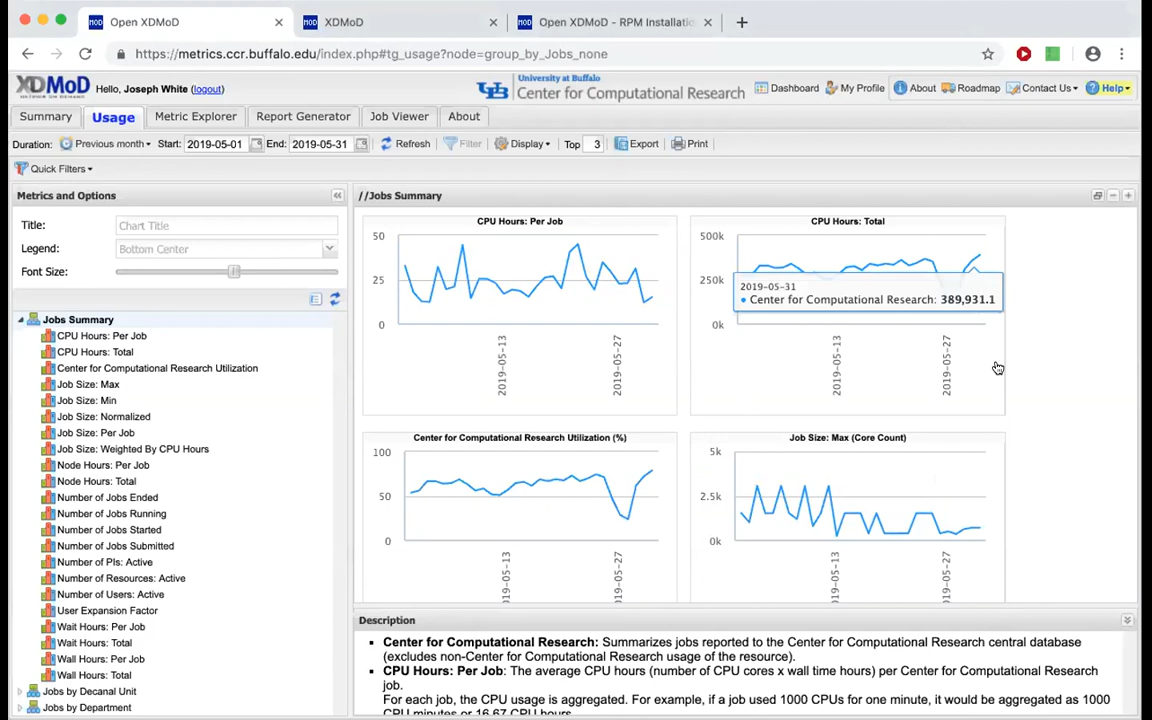 Open XDMoD
XDMoD
Open XDMoD - RPM Installatio
https://metrics.ccr.buffalo.edu/index.php#tg_usage?node=group_by_Jobs_none
XDMoD Hello, Joseph White (logout)
UB University at Buffalo
Center for Computational Research
Dashboard My Profile About Roadmap Contact Us Help
Summary Usage Metric Explorer Report Generator Job Viewer About
Duration: Previous month Start: 2019-05-01 End: 2019-05-31 Refresh Filter Display Top 3 Export Print
Quick Filters
Metrics and Options
Title: Chart Title
Legend: Bottom Center
Font Size:
Jobs Summary
CPU Hours: Per Job
CPU Hours: Total
Center for Computational Research Utilization
Job Size: Max
Job Size: Min
Job Size: Normalized
Job Size: Per Job
Job Size: Weighted By CPU Hours
Node Hours: Per Job
Node Hours: Total
Number of Jobs Ended
Number of Jobs Running
Number of Jobs Started
Number of Jobs Submitted
Number of PIs: Active
Number of Resources: Active
Number of Users: Active
User Expansion Factor
Wait Hours: Per Job
Wait Hours: Total
Wall Hours: Per Job
Wall Hours: Total
Jobs by Decanal Unit
Jobs by Department
//Jobs Summary
CPU Hours: Per Job
50
25
0
2019-05-13
2019-05-27
CPU Hours: Total
500k
250k
0k
2019-05-31
Center for Computational Research: 389,931.1
2019-05-13
2019-05-27
Center for Computational Research Utilization (%)
100
50
0
019-05-13
019-05-27
Job Size: Max (Core Count)
5k
2.5k
0k
019-05-13
019-05-27
Description
Center for Computational Research: Summarizes jobs reported to the Center for Computational Research central database
(excludes non-Center for Computational Research usage of the resource).
CPU Hours: Per Job: The average CPU hours (number of CPU cores x wall time hours) per Center for Computational Research
job.
For each job, the CPU usage is aggregated. For example, if a job used 1000 CPUs for one minute, it would be aggregated as 1000
CPU minutes or 16.67 CPU hours.